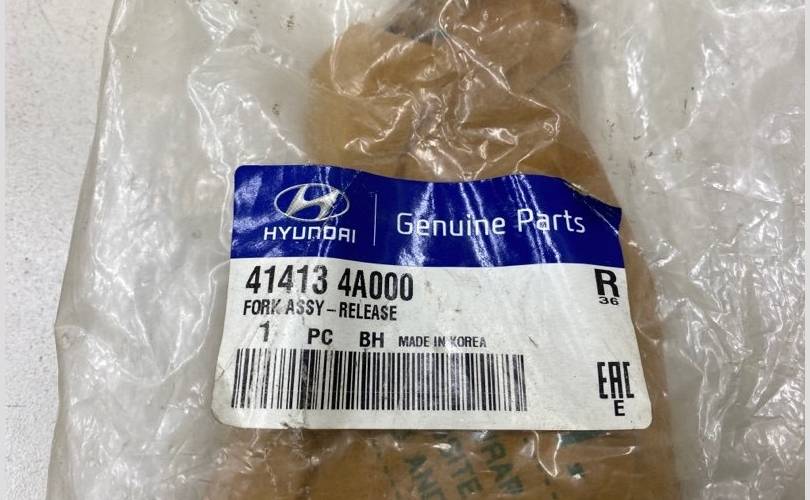 HYUNDAI
Genuine Parts
41413 4A000
R
36
FORK ASSY-RELEASE
1 PC BH MADE IN KOREA
EAC
E